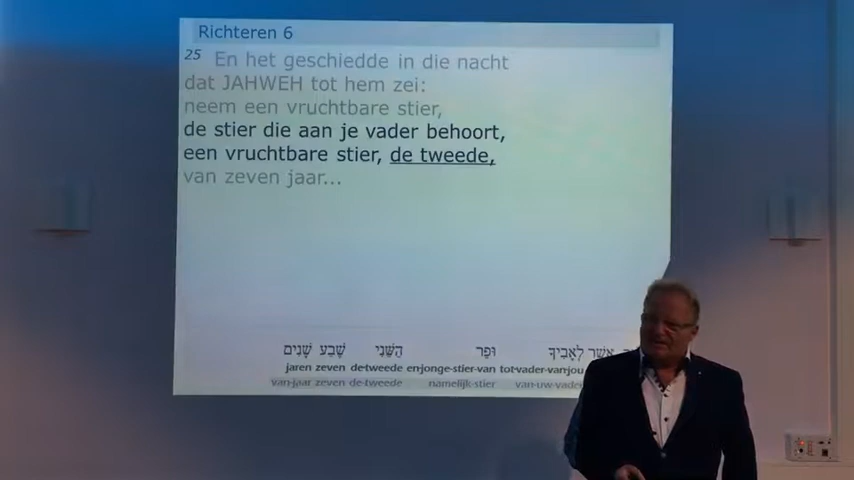 Richteren 6
25 En het geschiedde in die nacht
dat JAHWEH tot hem zei:
neem een vruchtbare stier,
de stier die aan je vader behoort,
een vruchtbare stier, de tweede,
van zeven jaar...
אֲשֶׁר לְאָבִיךָ וּפַר הַשֵּׁנִי שֶׁבַע שָׁנִים
jaren zeven de-tweede en-jonge-stier-van tot-vader-van-jou
van-jaar zeven de-tweede namelijk-stier van-uw-vader